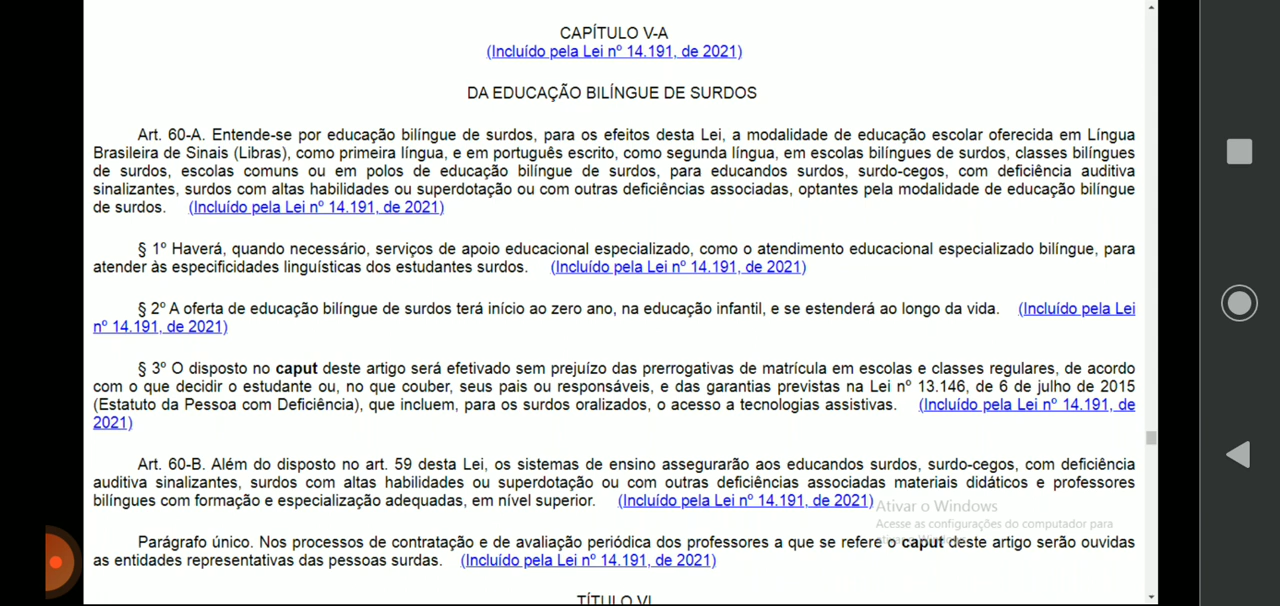 CAPÍTULO V-A
(Incluído pela Lei nº 14.191, de 2021)
DA EDUCAÇÃO BILÍNGUE DE SURDOS
Art. 60-A. Entende-se por educação bilíngue de surdos, para os efeitos desta Lei, a modalidade de educação escolar oferecida em Língua
Brasileira de Sinais (Libras), como primeira língua, e em português escrito, como segunda língua, em escolas bilíngues de surdos, classes bilíngues
de surdos, escolas comuns ou em polos de educação bilíngue de surdos, para educandos surdos, surdo-cegos, com deficiência auditiva
sinalizantes, surdos com altas habilidades ou superdotação ou com outras deficiências associadas, optantes pela modalidade de educação bilíngue
de surdos. (Incluído pela Lei nº 14.191, de 2021)
§ 1º Haverá, quando necessário, serviços de apoio educacional especializado, como o atendimento educacional especializado bilíngue, para
atender às especificidades linguísticas dos estudantes surdos. (Incluído pela Lei nº 14.191, de 2021)
§ 2º A oferta de educação bilíngue de surdos terá início ao zero ano, na educação infantil, e se estenderá ao longo da vida. (Incluído pela Lei
nº 14.191, de 2021)
§ 3º O disposto no caput deste artigo será efetivado sem prejuízo das prerrogativas de matrícula em escolas e classes regulares, de acordo
com o que decidir o estudante ou, no que couber, seus pais ou responsáveis, e das garantias previstas na Lei nº 13.146, de 6 de julho de 2015
(Estatuto da Pessoa com Deficiência), que incluem, para os surdos oralizados, o acesso a tecnologias assistivas. (Incluído pela Lei nº 14.191, de
2021)
Art. 60-B. Além do disposto no art. 59 desta Lei, os sistemas de ensino assegurarão aos educandos surdos, surdo-cegos, com deficiência
auditiva sinalizantes, surdos com altas habilidades ou superdotação ou com outras deficiências associadas materiais didáticos e professores
bilíngues com formação e especialização adequadas, em nível superior. (Incluído pela Lei nº 14.191, de 2021)
Ativar o Windows
Acesse as configurações do computador para
Parágrafo único. Nos processos de contratação e de avaliação periódica dos professores a que se refere o caput deste artigo serão ouvidas
as entidades representativas das pessoas surdas. (Incluído pela Lei nº 14.191, de 2021)
TÍTULO VI